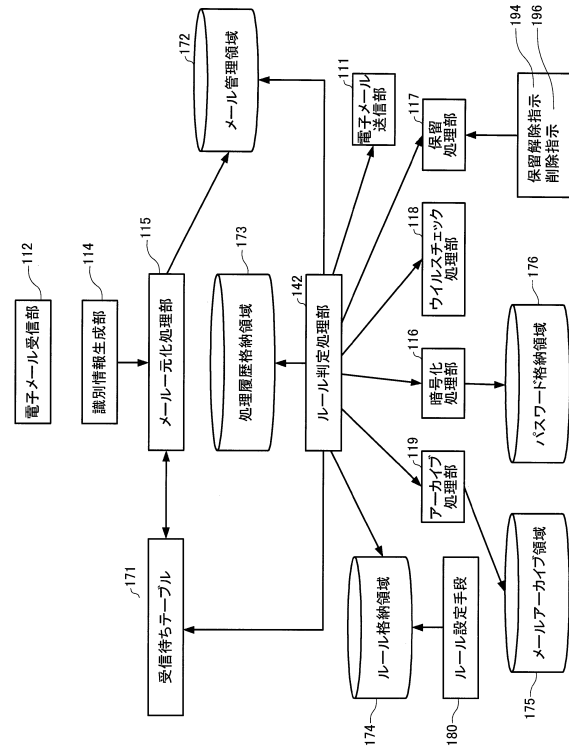 電子メール受信部
112
識別情報生成部
114
受信待ちテーブル
171
メール一元化処理部
115
メール管理領域
172
処理履歴格納領域
173
ルール判定処理部
142
ルール格納領域
174
アーカイブ
処理部
119
暗号化
処理部
116
ウイルスチェック
処理部
118
保留
処理部
117
電子メール
送信部
111
ルール設定手段
180
メールアーカイブ領域
175
パスワード格納領域
176
保留解除指示
194
削除指示
196